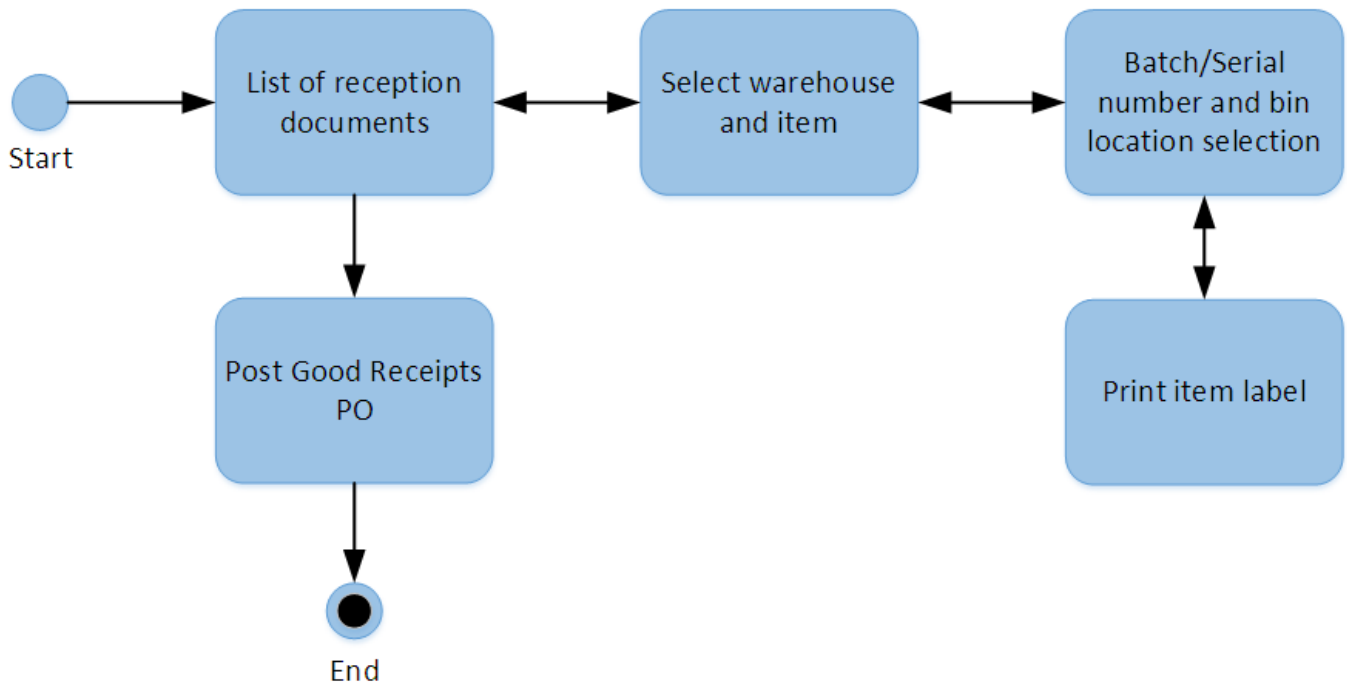 Start
List of reception
documents
Select warehouse
and item
Batch/Serial
number and bin
location selection
Post Good Receipts
PO
Print item label
End